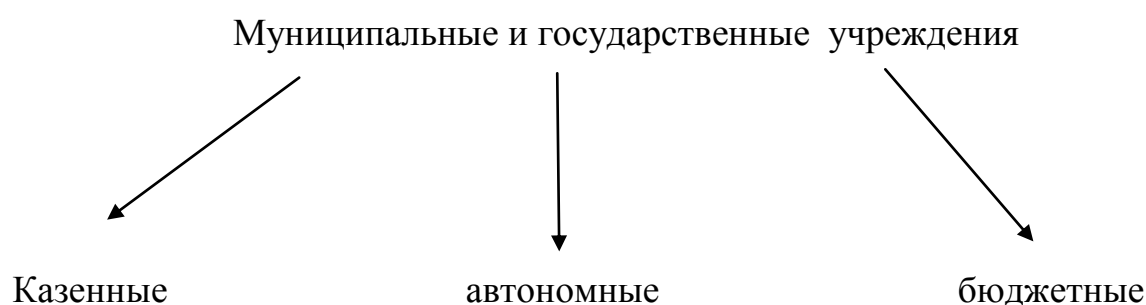 Муниципальные и государственные учреждения
Казенные автономные бюджетные